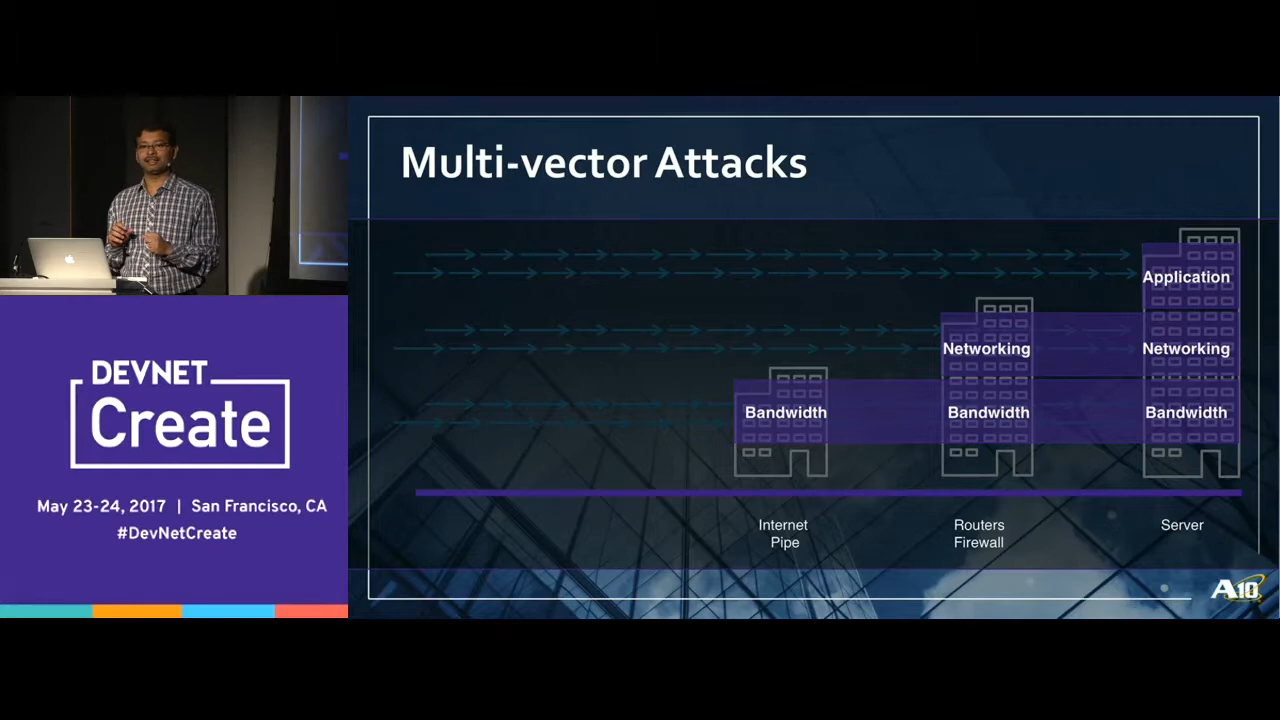 DEVNET
Create
May 23-24, 2017 | San Francisco, CA
#DevNetCreate
Multi-vector Attacks
Application
Networking
Networking
Bandwidth
Bandwidth
Bandwidth
Internet
Pipe
Routers
Firewall
Server
A10